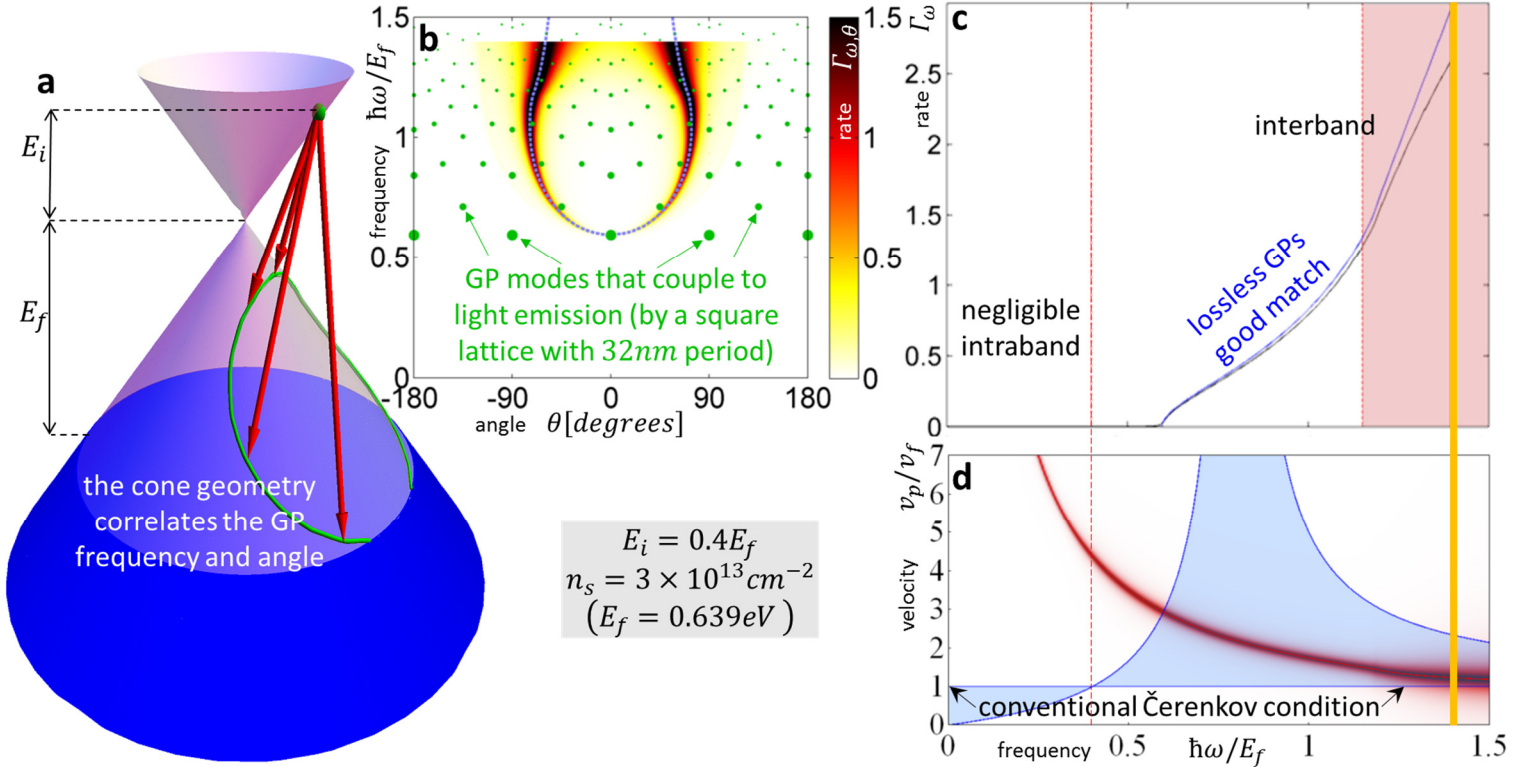 a
E_i
E_f
the cone geometry
correlates the GP
frequency and angle
b
frequency ħω/E_f
1.5
1
0.5
0
-180
-90
0
90
180
angle θ[degrees]
GP modes that couple to
light emission (by a square
lattice with 32nm period)
rate Γ_{ω,θ}
1.5
1
0.5
0
E_i = 0.4E_f
n_s = 3 × 10^{13}cm^{-2}
(E_f = 0.639eV )
c
rate Γ_ω
2.5
2
1.5
1
0.5
0
negligible
intraband
lossless GPs
good match
interband
d
velocity v_p/v_f
7
6
5
4
3
2
1
0
conventional Čerenkov condition
0
0.5
1
1.5
frequency ħω/E_f